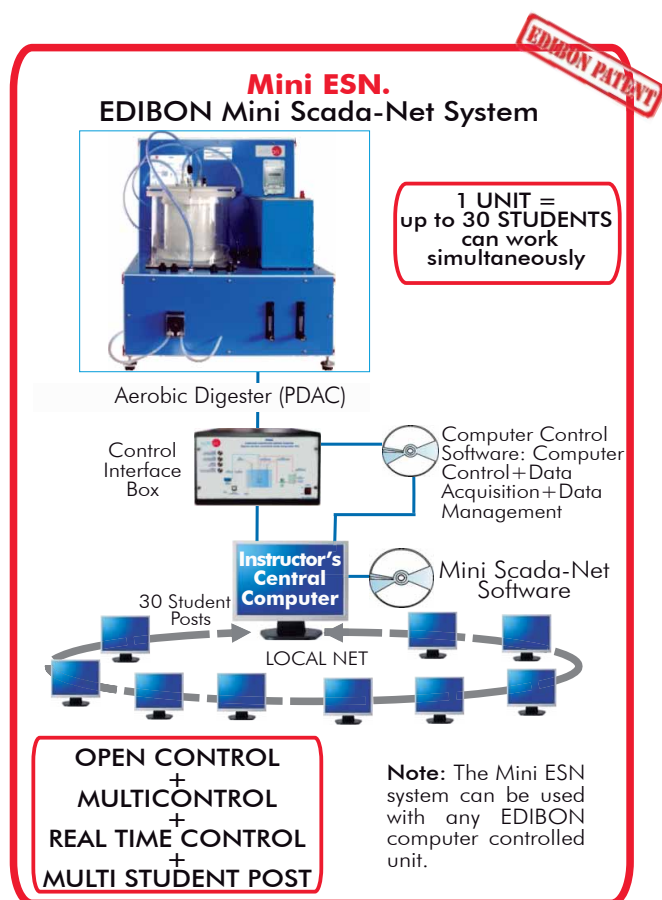 EDIBON PATENT
Mini ESN.
EDIBON Mini Scada-Net System
1 UNIT =
up to 30 STUDENTS
can work
simultaneously
Aerobic Digester (PDAC)
Control
Interface
Box
Computer Control
Software: Computer
Control+Data
Acquisition+Data
Management
Instructor's
Central
Computer
Mini Scada-Net
Software
30 Student
Posts
LOCAL NET
OPEN CONTROL
+
MULTICONTROL
+
REAL TIME CONTROL
+
MULTI STUDENT POST
Note: The Mini ESN
system can be used
with any EDIBON
computer controlled
unit.